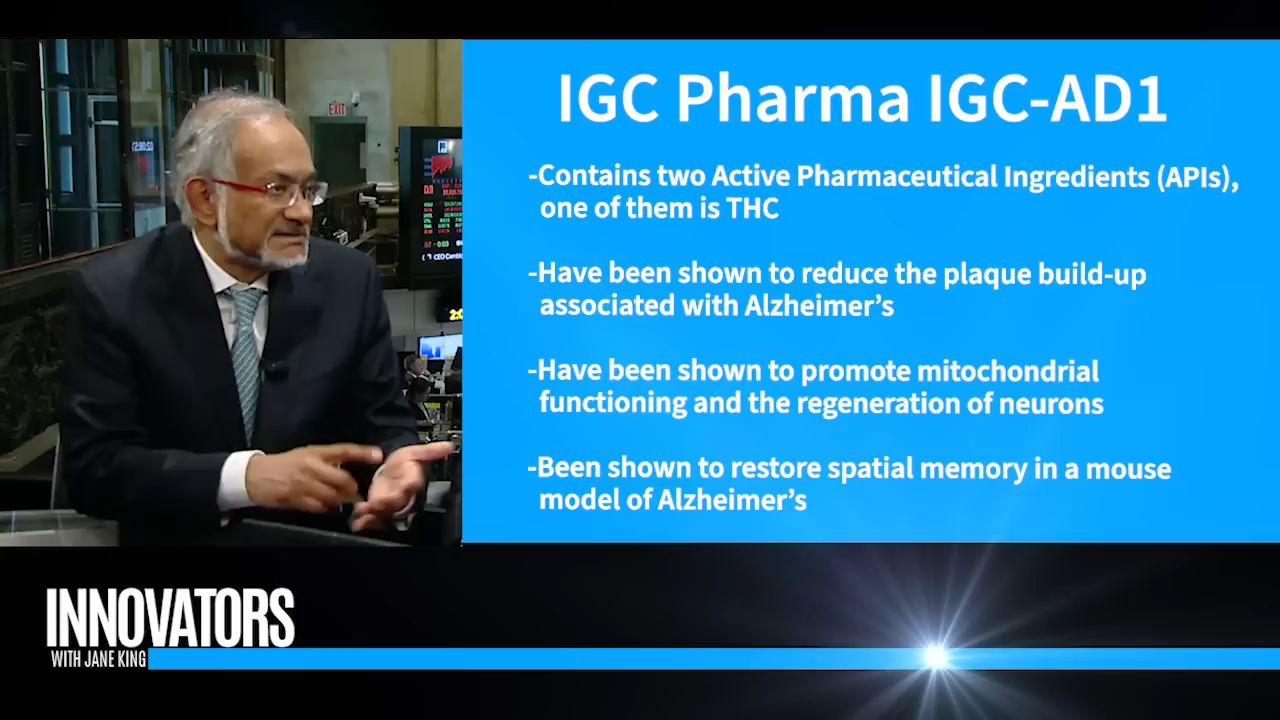 IGC Pharma IGC-AD1
-Contains two Active Pharmaceutical Ingredients (APIs),
one of them is THC
-Have been shown to reduce the plaque build-up
associated with Alzheimer's
-Have been shown to promote mitochondrial
functioning and the regeneration of neurons
-Been shown to restore spatial memory in a mouse
model of Alzheimer's
EXIT
DJI
INNOVATORS
WITH JANE KING